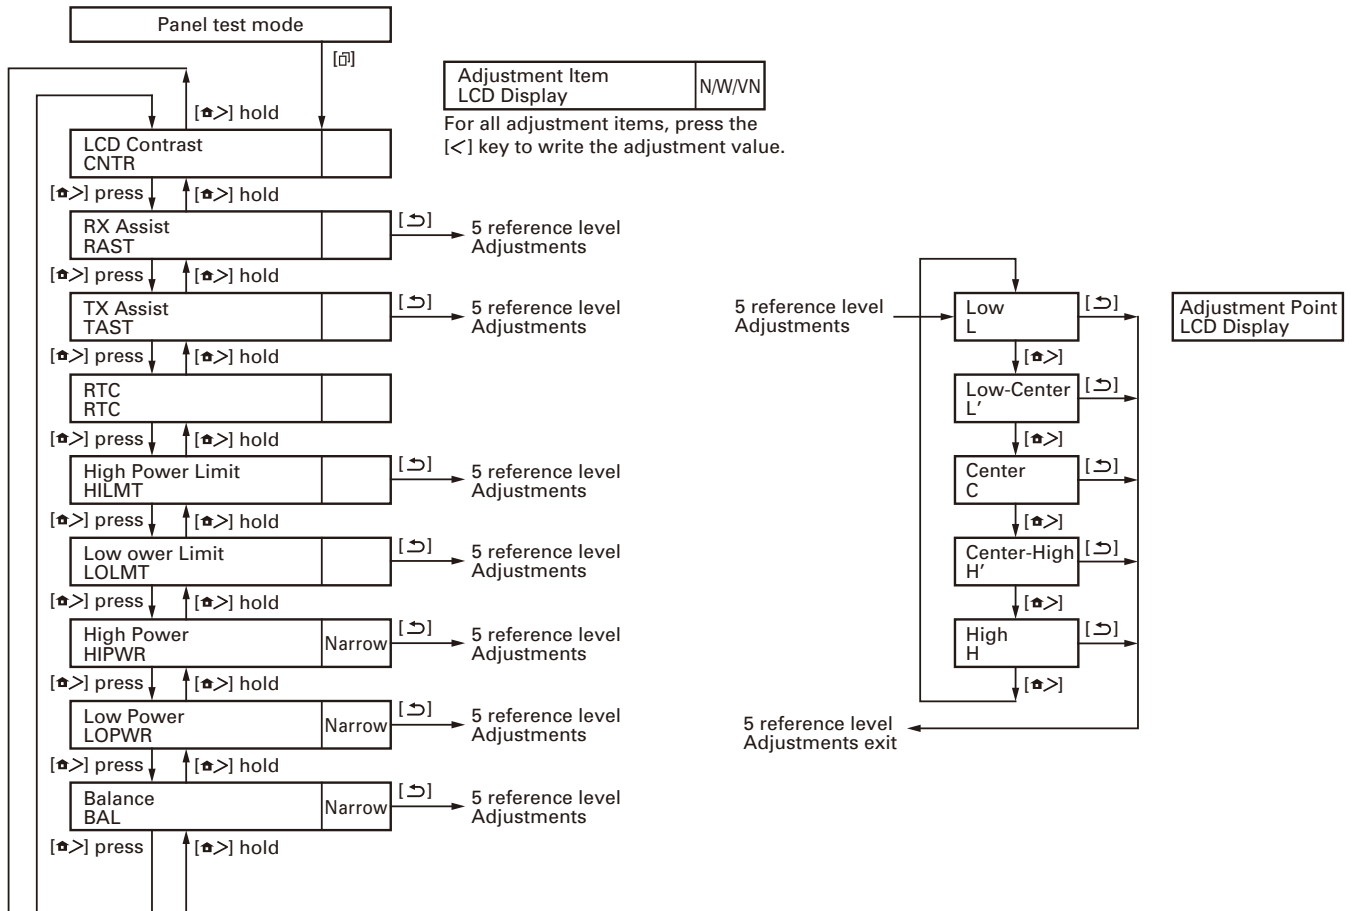 Panel test mode
[🗇]
Adjustment Item
LCD Display
N/W/VN
For all adjustment items, press the
[<] key to write the adjustment value.
[🏠>] hold
LCD Contrast
CNTR
[🏠>] press
[🏠>] hold
RX Assist
RAST
[⮌]
5 reference level
Adjustments
[🏠>] press
[🏠>] hold
TX Assist
TAST
[⮌]
5 reference level
Adjustments
[🏠>] press
[🏠>] hold
RTC
RTC
[🏠>] press
[🏠>] hold
High Power Limit
HILMT
[⮌]
5 reference level
Adjustments
[🏠>] press
[🏠>] hold
Low ower Limit
LOLMT
[⮌]
5 reference level
Adjustments
[🏠>] press
[🏠>] hold
High Power
HIPWR
Narrow
[⮌]
5 reference level
Adjustments
[🏠>] press
[🏠>] hold
Low Power
LOPWR
Narrow
[⮌]
5 reference level
Adjustments
[🏠>] press
[🏠>] hold
Balance
BAL
Narrow
[⮌]
5 reference level
Adjustments
[🏠>] press
[🏠>] hold
5 reference level
Adjustments
Low
L
[⮌]
[🏠>]
Low-Center
L′
[⮌]
[🏠>]
Center
C
[⮌]
[🏠>]
Center-High
H′
[⮌]
[🏠>]
High
H
[⮌]
[🏠>]
5 reference level
Adjustments exit
Adjustment Point
LCD Display